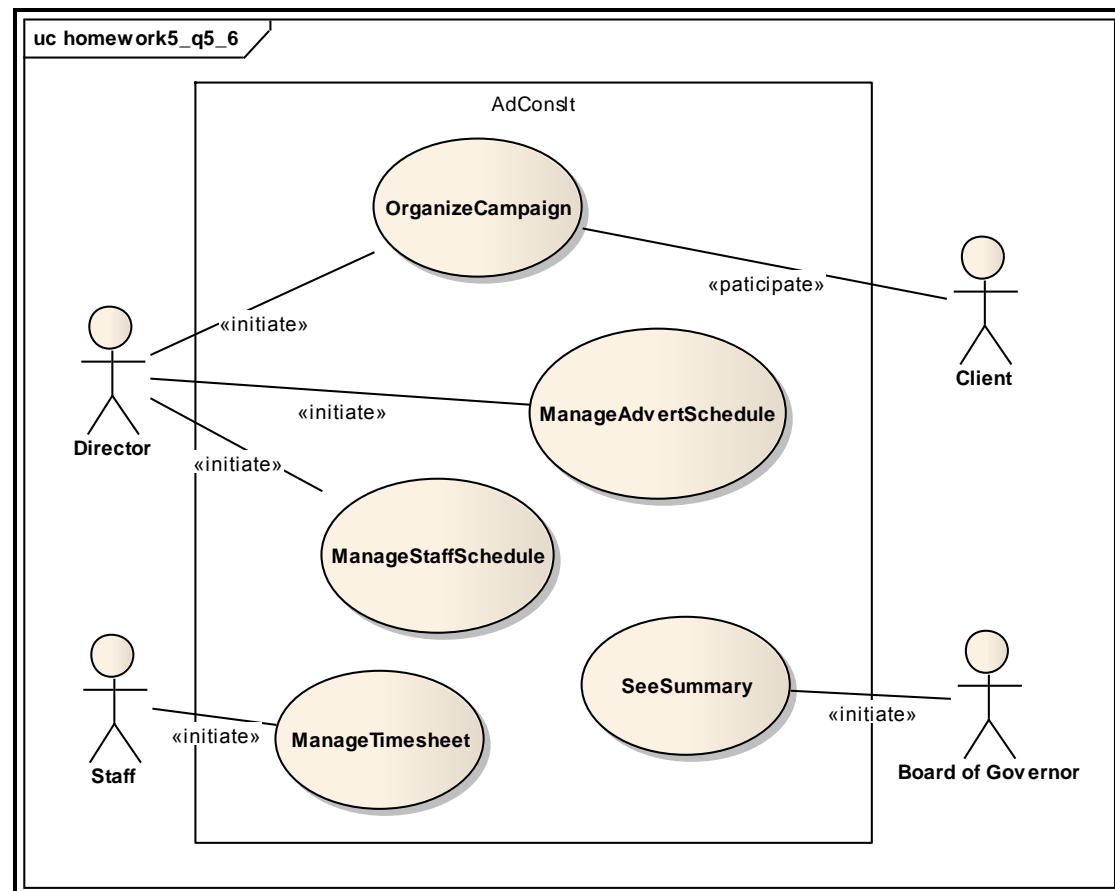 uc homework5_q5_6
AdConslt
OrganizeCampaign
«paticipate»
«initiate»
Client
ManageAdvertSchedule
«initiate»
Director
«initiate»
ManageStaffSchedule
SeeSummary
«initiate»
ManageTimesheet
«initiate»
Staff
Board of Governor